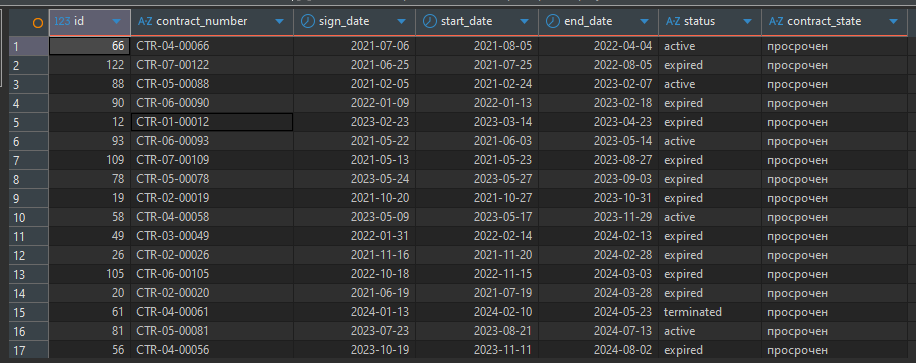 123 id A-Z contract_number sign_date start_date end_date A-Z status A-Z contract_state
1 66 CTR-04-00066 2021-07-06 2021-08-05 2022-04-04 active просрочен
2 122 CTR-07-00122 2021-06-25 2021-07-25 2022-08-05 expired просрочен
3 88 CTR-05-00088 2021-02-05 2021-02-24 2023-02-07 active просрочен
4 90 CTR-06-00090 2022-01-09 2022-01-13 2023-02-18 expired просрочен
5 12 CTR-01-00012 2023-02-23 2023-03-14 2023-04-23 expired просрочен
6 93 CTR-06-00093 2021-05-22 2021-06-03 2023-05-14 active просрочен
7 109 CTR-07-00109 2021-05-13 2021-05-23 2023-08-27 expired просрочен
8 78 CTR-05-00078 2023-05-24 2023-05-27 2023-09-03 expired просрочен
9 19 CTR-02-00019 2021-10-20 2021-10-27 2023-10-31 expired просрочен
10 58 CTR-04-00058 2023-05-09 2023-05-17 2023-11-29 active просрочен
11 49 CTR-03-00049 2022-01-31 2022-02-14 2024-02-13 expired просрочен
12 26 CTR-02-00026 2021-11-16 2021-11-20 2024-02-28 expired просрочен
13 105 CTR-06-00105 2022-10-18 2022-11-15 2024-03-03 expired просрочен
14 20 CTR-02-00020 2021-06-19 2021-07-19 2024-03-28 expired просрочен
15 61 CTR-04-00061 2024-01-13 2024-02-10 2024-05-23 terminated просрочен
16 81 CTR-05-00081 2023-07-23 2023-08-21 2024-07-13 active просрочен
17 56 CTR-04-00056 2023-10-19 2023-11-11 2024-08-02 expired просрочен